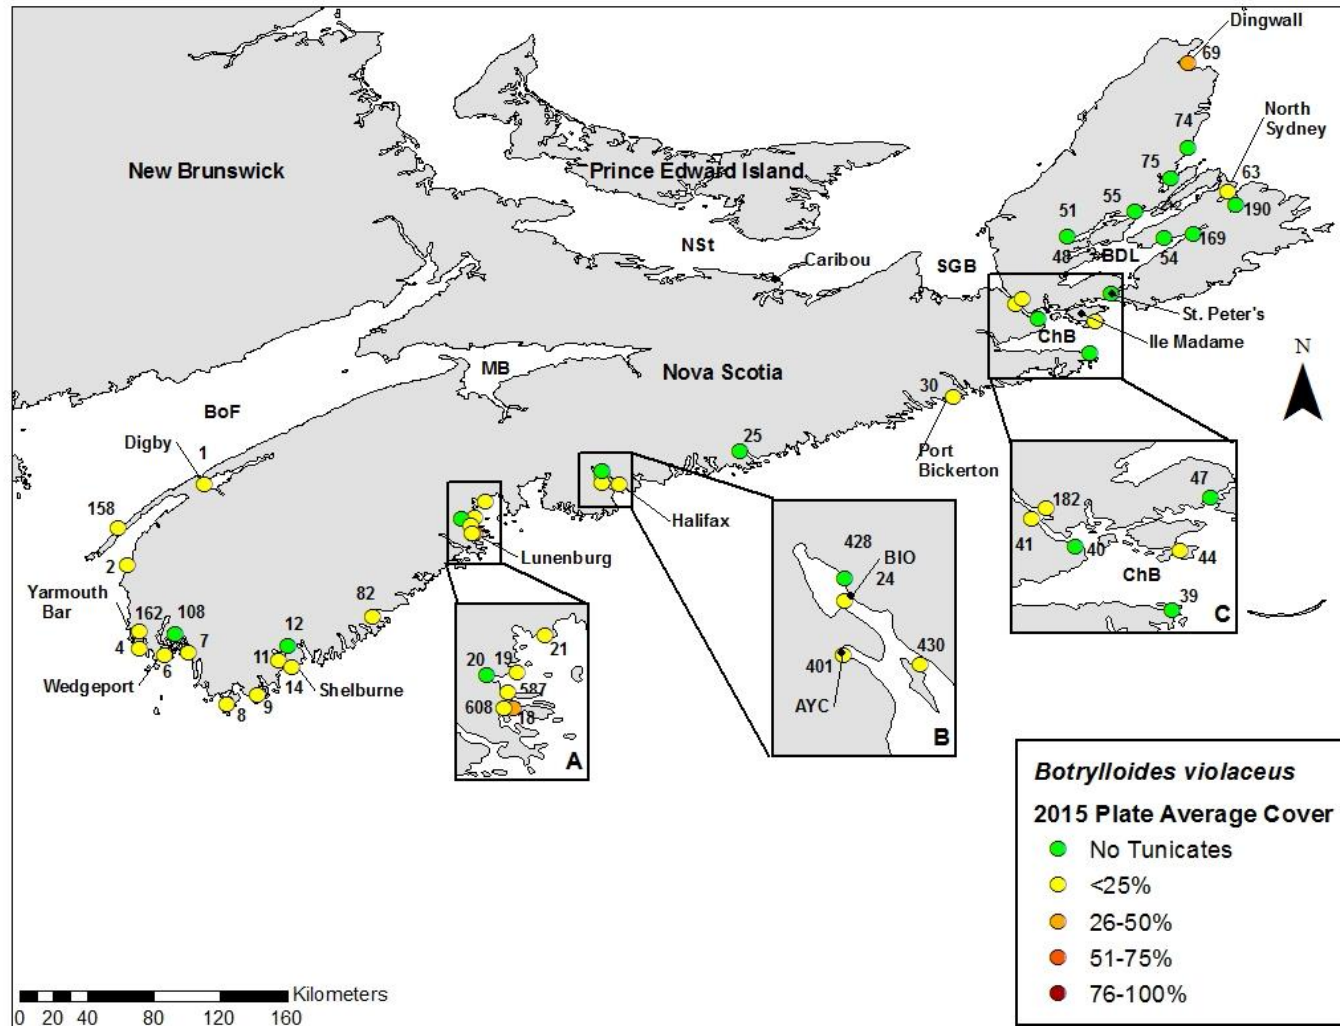 Dingwall
69
New Brunswick
Prince Edward Island
74
North
Sydney
75
63
55
190
51
169
48
BDL
54
NSt
Caribou
SGB
St. Peter's
ChB
Ile Madame
N
MB
Nova Scotia
30
BoF
Digby
1
25
Port
Bickerton
158
Halifax
Lunenburg
2
Yarmouth
Bar
162
108
12
82
4
6
7
11
14
Wedgeport
Shelburne
8
9
182
47
41
40
44
ChB
39
C
428
BIO
24
430
401
AYC
B
21
20
19
587
608
18
A
Botrylloides violaceus
2015 Plate Average Cover
No Tunicates
<25%
26-50%
51-75%
76-100%
Kilometers
0 20 40 80 120 160